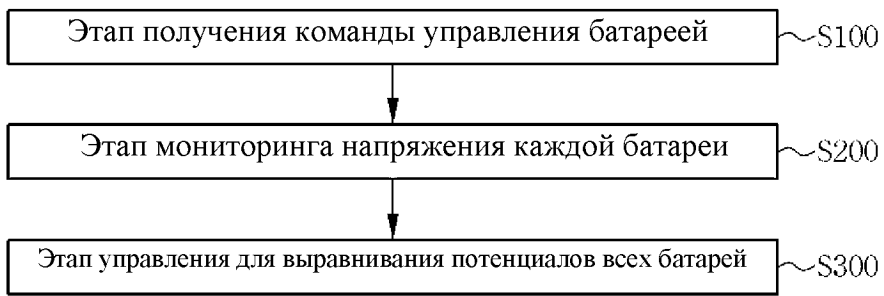 Этап получения команды управления батареей S100
Этап мониторинга напряжения каждой батареи S200
Этап управления для выравнивания потенциалов всех батарей S300